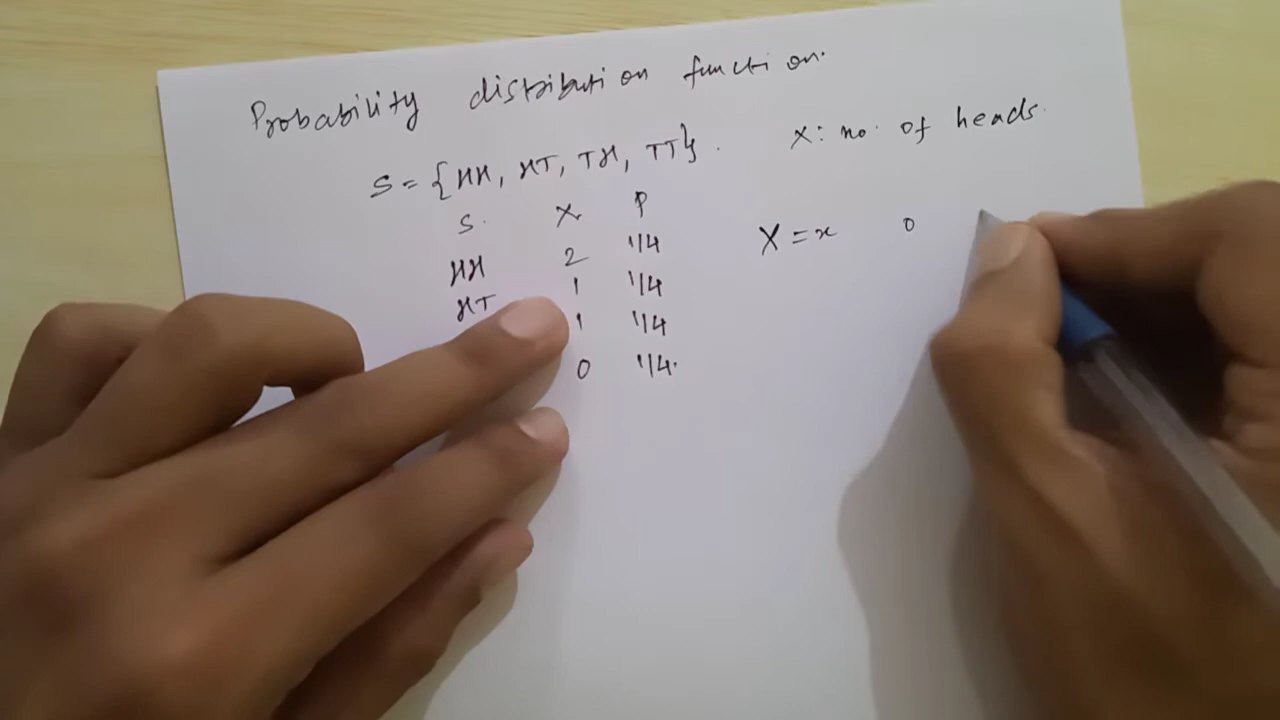 Probability distribution function.
S = {HH, HT, TH, TT}. X: no. of heads.
S. X P
HH 2 1/4
HT 1 1/4
1 1/4
0 1/4.
X = x 0